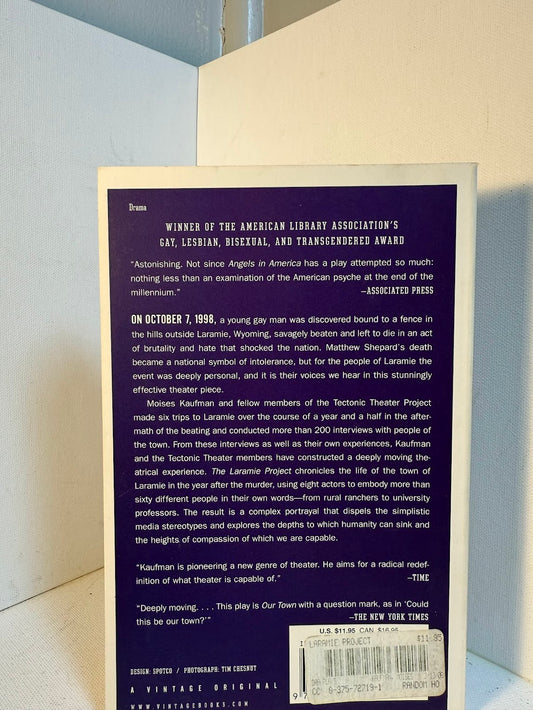 Drama
WINNER OF THE AMERICAN LIBRARY ASSOCIATION'S
GAY, LESBIAN, BISEXUAL, AND TRANSGENDERED AWARD
"Astonishing. Not since Angels in America has a play attempted so much:
nothing less than an examination of the American psyche at the end of the
millennium." —ASSOCIATED PRESS
ON OCTOBER 7, 1998, a young gay man was discovered bound to a fence in
the hills outside Laramie, Wyoming, savagely beaten and left to die in an act
of brutality and hate that shocked the nation. Matthew Shepard's death
became a national symbol of intolerance, but for the people of Laramie the
event was deeply personal, and it is their voices we hear in this stunningly
effective theater piece.
Moises Kaufman and fellow members of the Tectonic Theater Project
made six trips to Laramie over the course of a year and a half in the after-
math of the beating and conducted more than 200 interviews with people of
the town. From these interviews as well as their own experiences, Kaufman
and the Tectonic Theater members have constructed a deeply moving the-
atrical experience. The Laramie Project chronicles the life of the town of
Laramie in the year after the murder, using eight actors to embody more than
sixty different people in their own words—from rural ranchers to university
professors. The result is a complex portrayal that dispels the simplistic
media stereotypes and explores the depths to which humanity can sink and
the heights of compassion of which we are capable.
"Kaufman is pioneering a new genre of theater. He aims for a radical redef-
inition of what theater is capable of." —TIME
"Deeply moving. . . . This play is Our Town with a question mark, as in 'Could
this be our town?'" —THE NEW YORK TIMES
U.S. $11.95 CAN. $16.95
LARAMIE PROJECT $11.95
0-375-72719-1 RANDOM HO
DESIGN: SPOTCO / PHOTOGRAPH: TIM CHESNUT
A VINTAGE ORIGINAL
WWW.VINTAGEBOOKS.COM